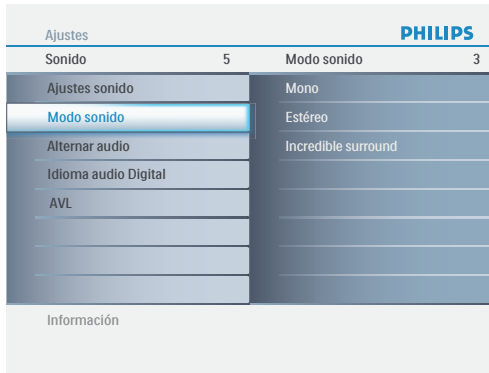 Ajustes PHILIPS
Sonido 5 Modo sonido 3
Ajustes sonido Mono
Modo sonido Estéreo
Alternar audio Incredible surround
Idioma audio Digital
AVL
Información